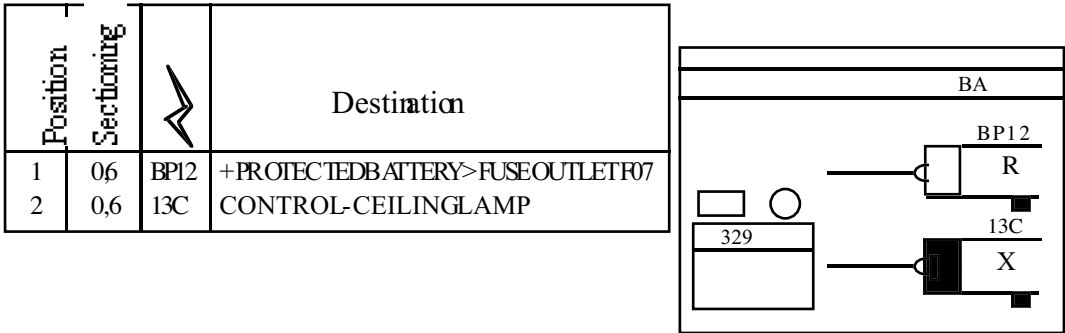 Position Sectioning Destination
1 0,6 BP12 +PROTECTEDBATTERY>FUSEOUTLETF07
2 0,6 13C CONTROL-CEILINGLAMP
BA
BP12
R
329
13C
X